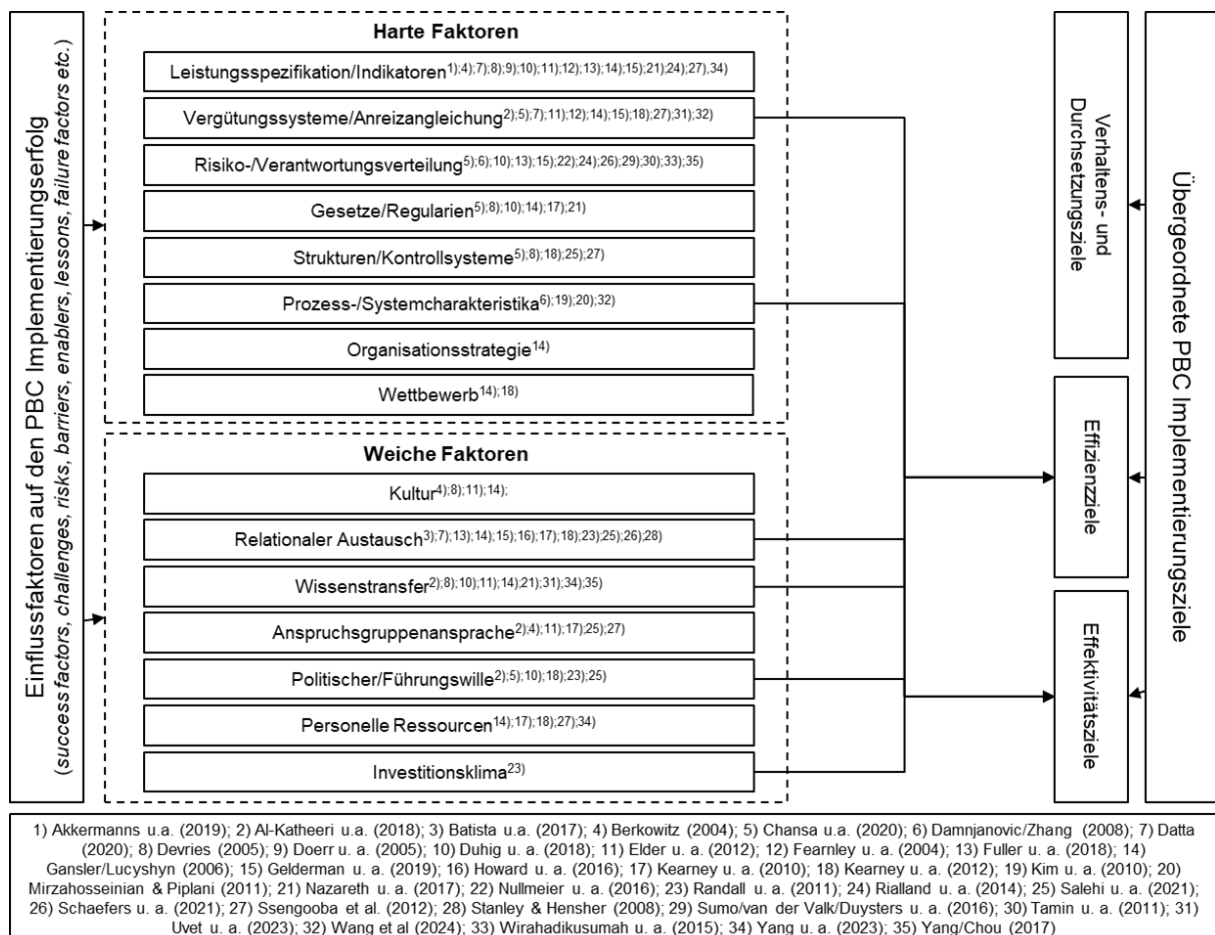 Einflussfaktoren auf den PBC Implementierungserfolg
(success factors, challenges, risks, barriers, enablers, lessons, failure factors etc.)
Harte Faktoren
Leistungsspezifikation/Indikatoren1);4);7);8);9);10);11);12);13);14);15);21);24);27),34)
Vergütungssysteme/Anreizangleichung2);5);7);11);12);14);15);18);27);31);32)
Risiko-/Verantwortungsverteilung5);6);10);13);15);22);24);26);29);30);33);35)
Gesetze/Regularien5);8);10);14);17);21)
Strukturen/Kontrollsysteme5);8);18);25);27)
Prozess-/Systemcharakteristika6);19);20);32)
Organisationsstrategie14)
Wettbewerb14);18)
Weiche Faktoren
Kultur4);8);11);14);
Relationaler Austausch3);7);13);14);15);16);17);18);23);25);26);28)
Wissenstransfer2);8);10);11);14);21);31);34);35)
Anspruchsgruppenansprache2);4);11);17);25);27)
Politischer/Führungswille2);5);10);18);23);25)
Personelle Ressourcen14);17);18);27);34)
Investitionsklima23)
Verhaltens- und
Durchsetzungsziele
Effizienzziele
Effektivitätsziele
Übergeordnete PBC Implementierungsziele
1) Akkermanns u.a. (2019); 2) Al-Katheeri u.a. (2018); 3) Batista u.a. (2017); 4) Berkowitz (2004); 5) Chansa u.a. (2020); 6) Damnjanovic/Zhang (2008); 7) Datta
(2020); 8) Devries (2005); 9) Doerr u. a. (2005); 10) Duhig u. a. (2018); 11) Elder u. a. (2012); 12) Fearnley u. a. (2004); 13) Fuller u. a. (2018); 14)
Gansler/Lucyshyn (2006); 15) Gelderman u. a. (2019); 16) Howard u. a. (2016); 17) Kearney u. a. (2010); 18) Kearney u. a. (2012); 19) Kim u. a. (2010); 20)
Mirzahosseinian & Piplani (2011); 21) Nazareth u. a. (2017); 22) Nullmeier u. a. (2016); 23) Randall u. a. (2011); 24) Rialland u. a. (2014); 25) Salehi u. a. (2021);
26) Schaefers u. a. (2021); 27) Ssengooba et al. (2012); 28) Stanley & Hensher (2008); 29) Sumo/van der Valk/Duysters u. a. (2016); 30) Tamin u. a. (2011); 31)
Uvet u. a. (2023); 32) Wang et al (2024); 33) Wirahadikusumah u. a. (2015); 34) Yang u. a. (2023); 35) Yang/Chou (2017)